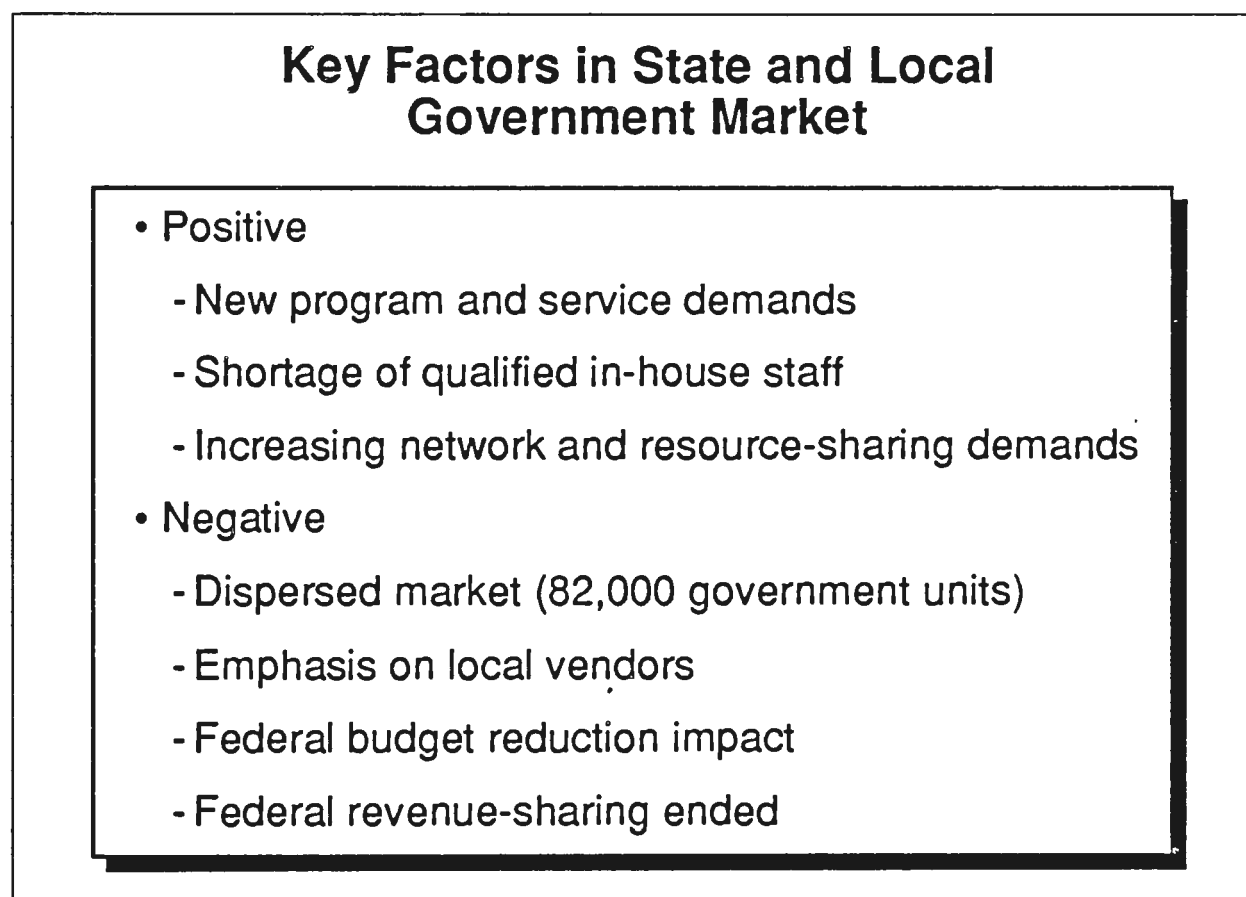 Key Factors in State and Local
Government Market
• Positive
- New program and service demands
- Shortage of qualified in-house staff
- Increasing network and resource-sharing demands
• Negative
- Dispersed market (82,000 government units)
- Emphasis on local vendors
- Federal budget reduction impact
- Federal revenue-sharing ended